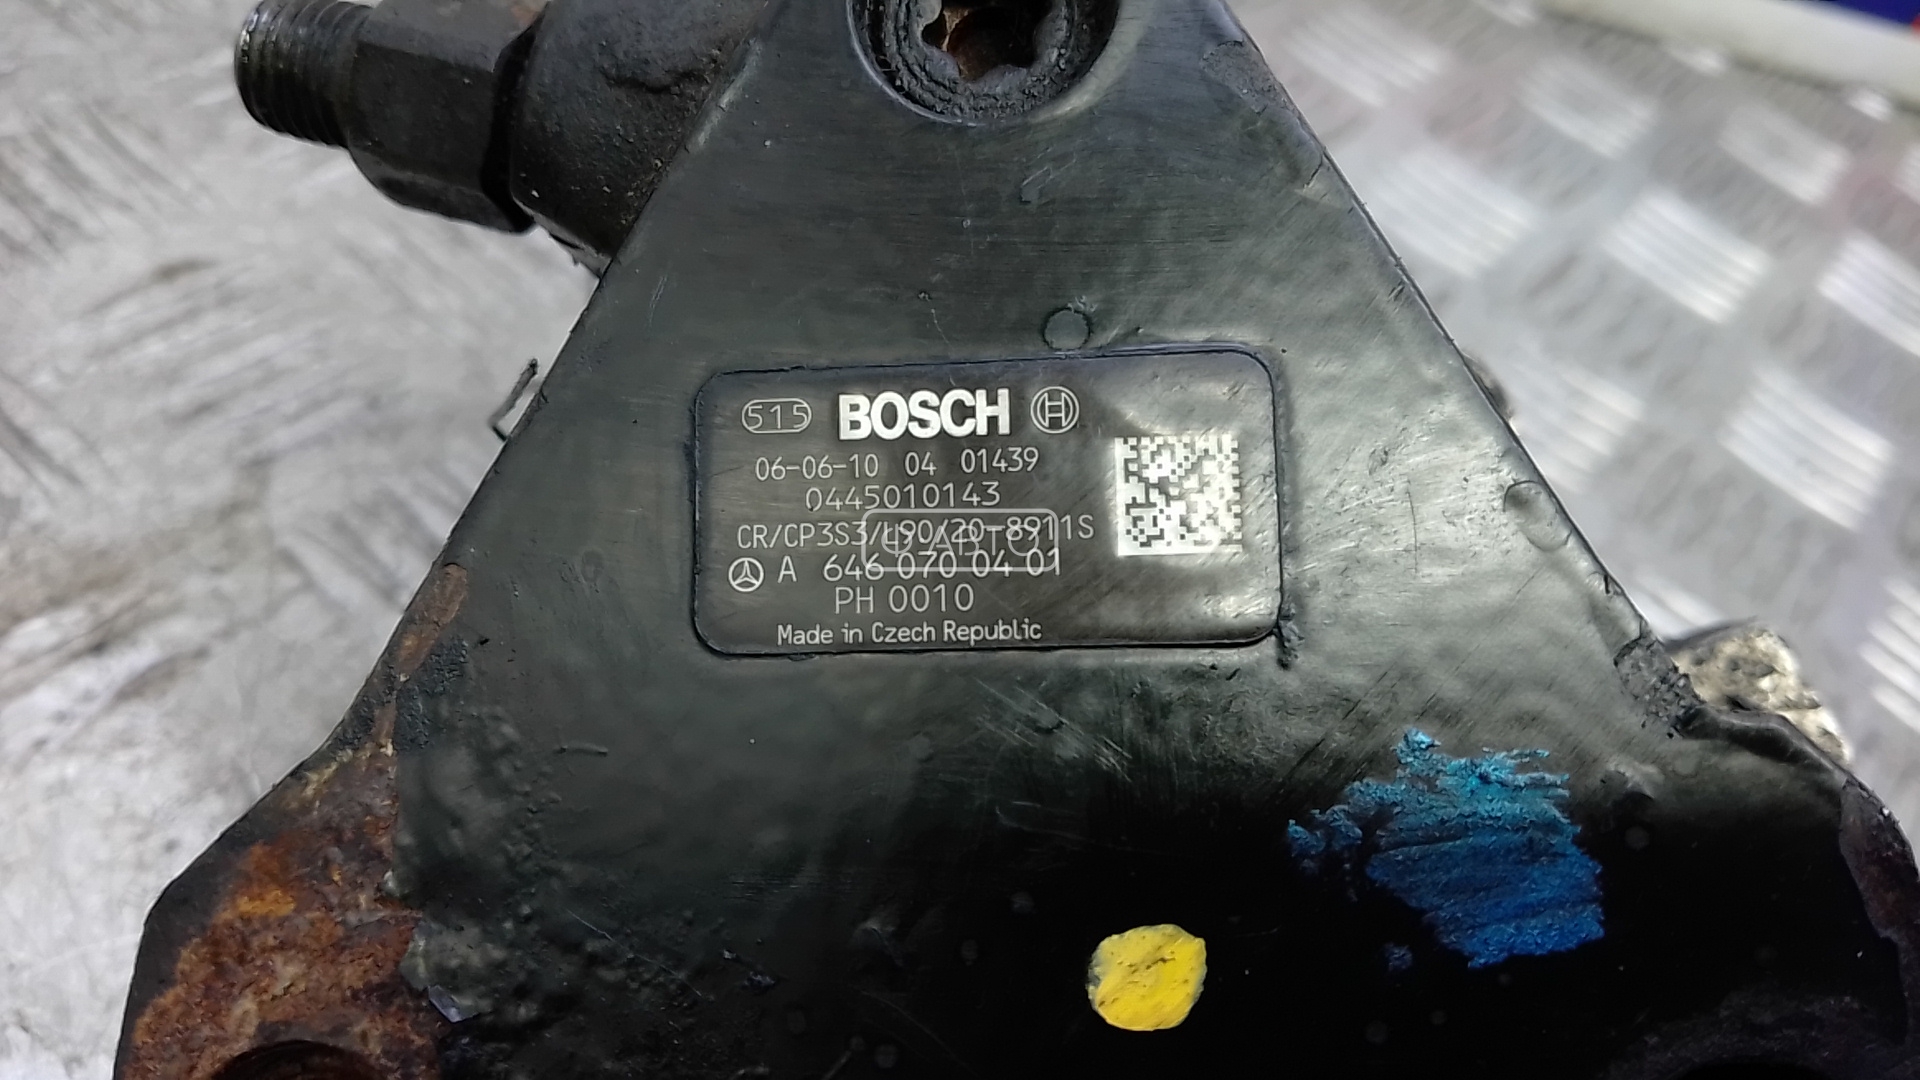 515 BOSCH
06-06-10 04 01439
0445010143
CR/CP3S3/L90/20-8911S
A 646 070 04 01
PH 0010
Made in Czech Republic
Ф АВТО